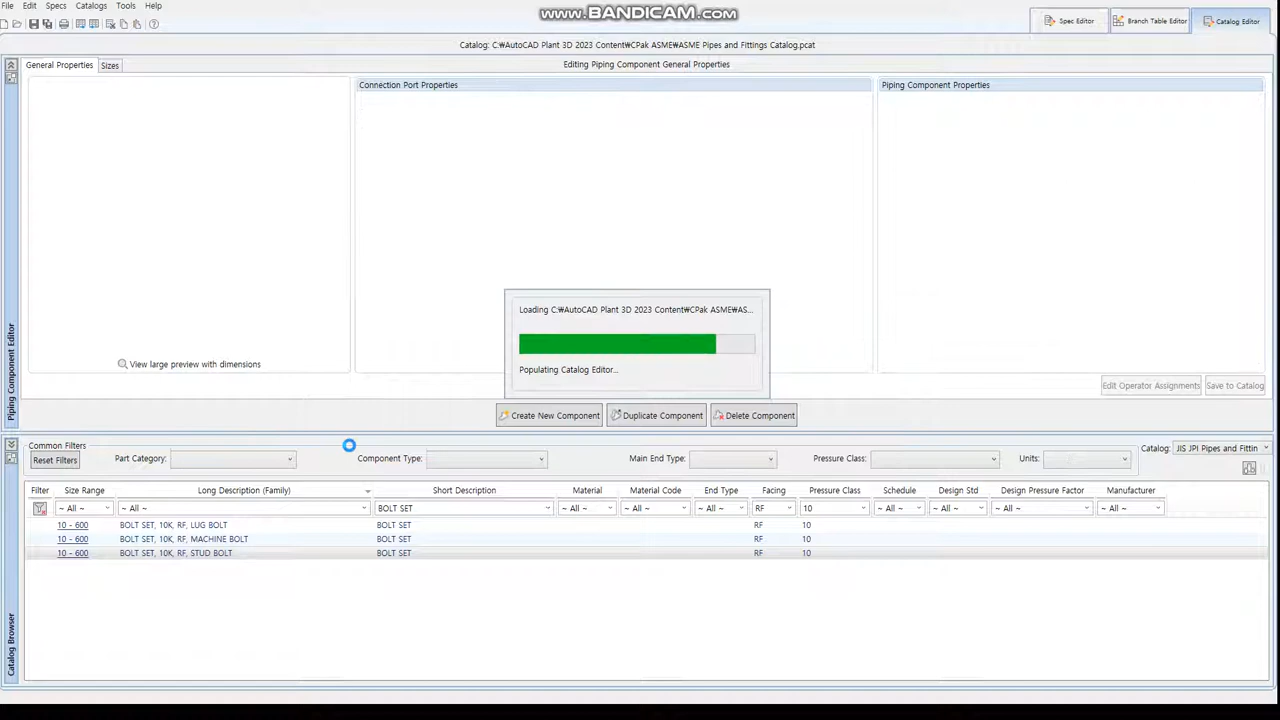 www.BANDICAM.com
File Edit Specs Catalogs Tools Help
Spec Editor Branch Table Editor Catalog Editor
Catalog: C:₩AutoCAD Plant 3D 2023 Content₩CPak ASME₩ASME Pipes and Fittings Catalog.pcat
General Properties Sizes
Editing Piping Component General Properties
Connection Port Properties
Piping Component Properties
Piping Component Editor
Loading C:₩AutoCAD Plant 3D 2023 Content₩CPak ASME₩AS...
Populating Catalog Editor...
View large preview with dimensions
Edit Operator Assignments Save to Catalog
Create New Component Duplicate Component Delete Component
Common Filters
Catalog: JIS JPI Pipes and Fittin
Reset Filters Part Category: Component Type: Main End Type: Pressure Class: Units:
Filter Size Range Long Description (Family) Short Description Material Material Code End Type Facing Pressure Class Schedule Design Std Design Pressure Factor Manufacturer
~ All ~ ~ All ~ BOLT SET ~ All ~ ~ All ~ ~ All ~ RF 10 ~ All ~ ~ All ~ ~ All ~ ~ All ~
10 - 600 BOLT SET, 10K, RF, LUG BOLT BOLT SET RF 10
10 - 600 BOLT SET, 10K, RF, MACHINE BOLT BOLT SET RF 10
10 - 600 BOLT SET, 10K, RF, STUD BOLT BOLT SET RF 10
Catalog Browser